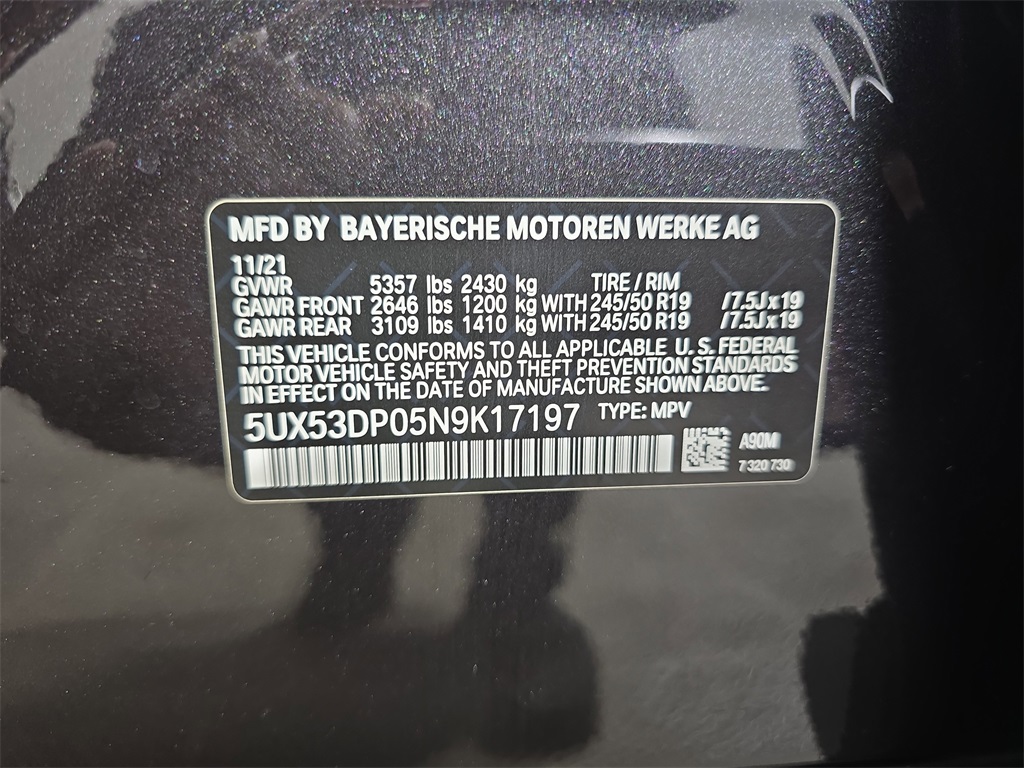 MFD BY BAYERISCHE MOTOREN WERKE AG
11/21
GVWR 5357 lbs 2430 kg TIRE / RIM
GAWR FRONT 2646 lbs 1200 kg WITH 245/50 R19 / 7.5J x 19
GAWR REAR 3109 lbs 1410 kg WITH 245/50 R19 / 7.5J x 19
THIS VEHICLE CONFORMS TO ALL APPLICABLE U. S. FEDERAL
MOTOR VEHICLE SAFETY AND THEFT PREVENTION STANDARDS
IN EFFECT ON THE DATE OF MANUFACTURE SHOWN ABOVE.
5UX53DP05N9K17197 TYPE: MPV
A90M
7 320 730